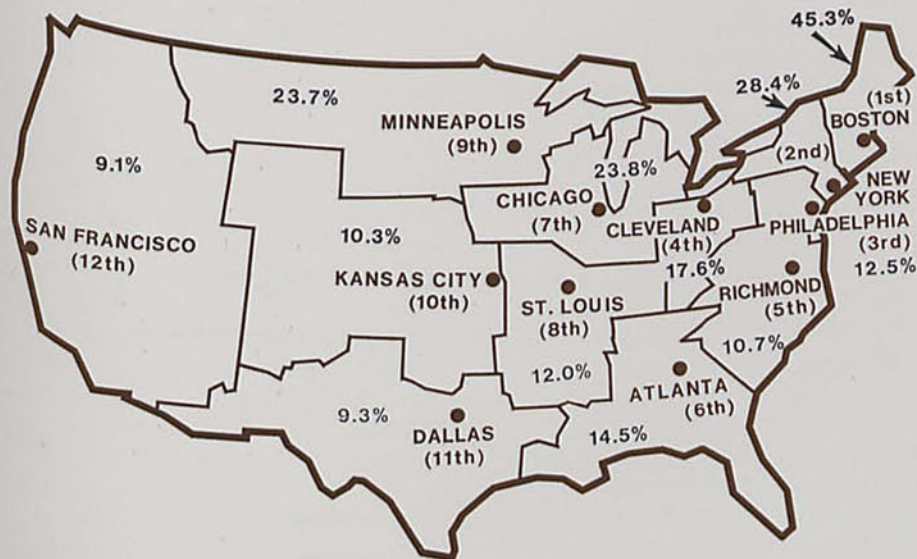 45.3%
28.4%
23.7%
(1st)
BOSTON
MINNEAPOLIS
(9th)
(2nd)
9.1%
23.8%
NEW
YORK
CHICAGO
(7th)
CLEVELAND
(4th)
PHILADELPHIA
(3rd)
12.5%
SAN FRANCISCO
(12th)
10.3%
KANSAS CITY
(10th)
17.6%
ST. LOUIS
(8th)
RICHMOND
(5th)
10.7%
12.0%
ATLANTA
(6th)
9.3%
DALLAS
(11th)
14.5%